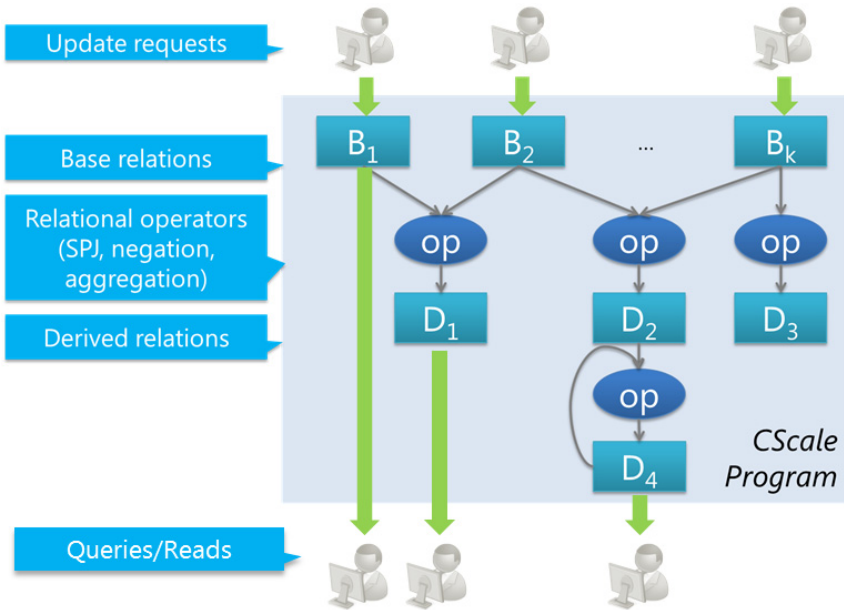 Update requests
Base relations
B₁
B₂
...
Bₖ
Relational operators
(SPJ, negation,
aggregation)
op
op
op
Derived relations
D₁
D₂
D₃
op
D₄
CScale
Program
Queries/Reads